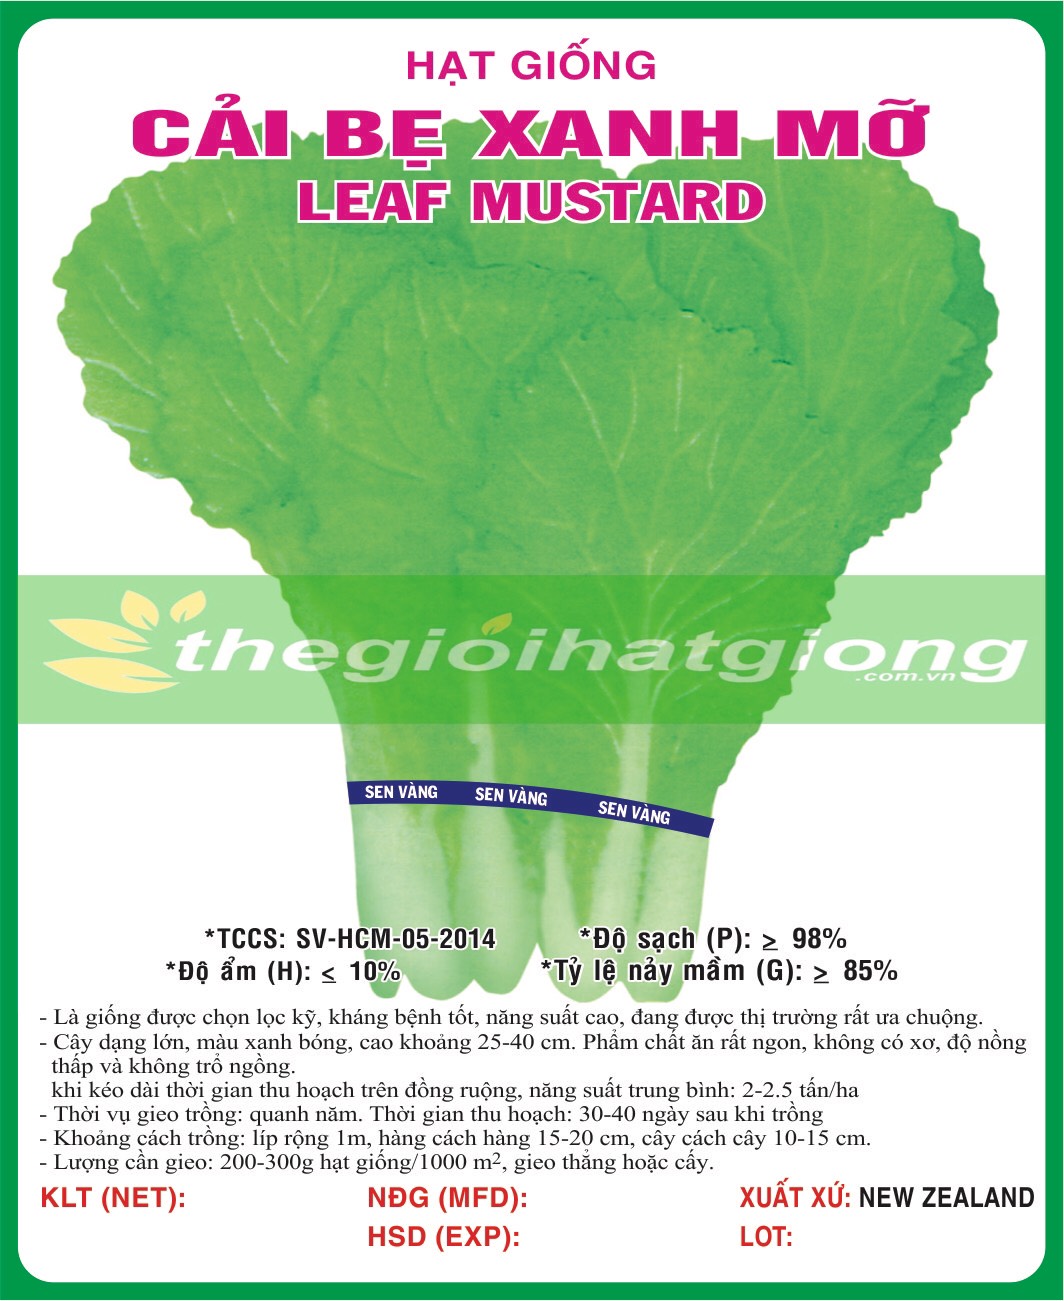 HẠT GIỐNG
CẢI BẸ XANH MỠ
LEAF MUSTARD
thegioihatgiong
.com.vn
SEN VÀNG SEN VÀNG SEN VÀNG
*TCCS: SV-HCM-05-2014 *Độ sạch (P): ≥ 98%
*Độ ẩm (H): ≤ 10% *Tỷ lệ nảy mầm (G): ≥ 85%
- Là giống được chọn lọc kỹ, kháng bệnh tốt, năng suất cao, đang được thị trường rất ưa chuộng.
- Cây dạng lớn, màu xanh bóng, cao khoảng 25-40 cm. Phẩm chất ăn rất ngon, không có xơ, độ nồng
thấp và không trổ ngồng.
khi kéo dài thời gian thu hoạch trên đồng ruộng, năng suất trung bình: 2-2.5 tấn/ha
- Thời vụ gieo trồng: quanh năm. Thời gian thu hoạch: 30-40 ngày sau khi trồng
- Khoảng cách trồng: líp rộng 1m, hàng cách hàng 15-20 cm, cây cách cây 10-15 cm.
- Lượng cần gieo: 200-300g hạt giống/1000 m², gieo thẳng hoặc cấy.
KLT (NET): NĐG (MFD): XUẤT XỨ: NEW ZEALAND
HSD (EXP): LOT: